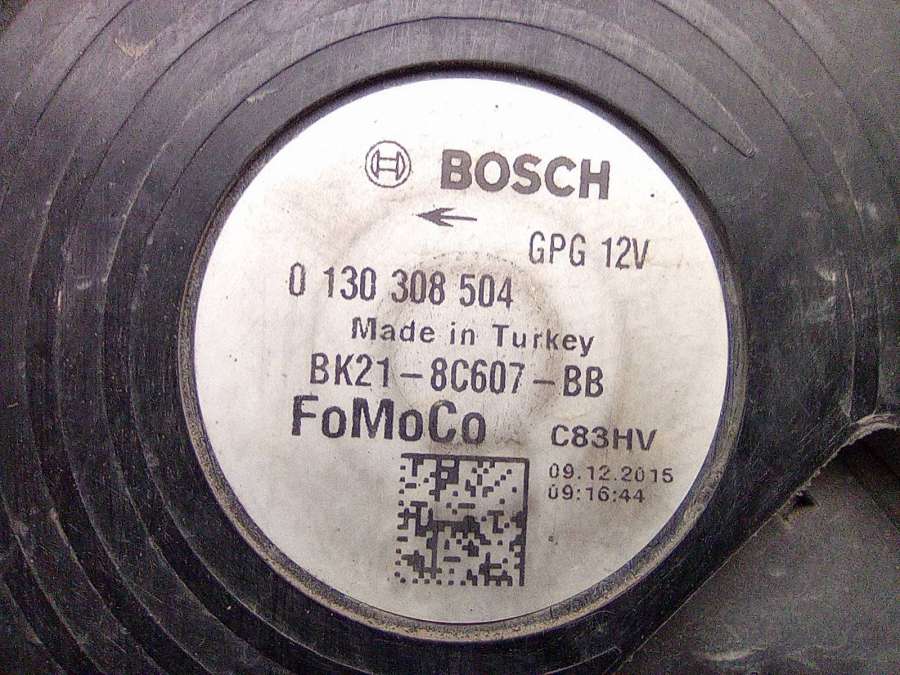 BOSCH
GPG 12V
0 130 308 504
Made in Turkey
BK21-8C607-BB
FoMoCo
C83HV
09.12.2015
09:16:44